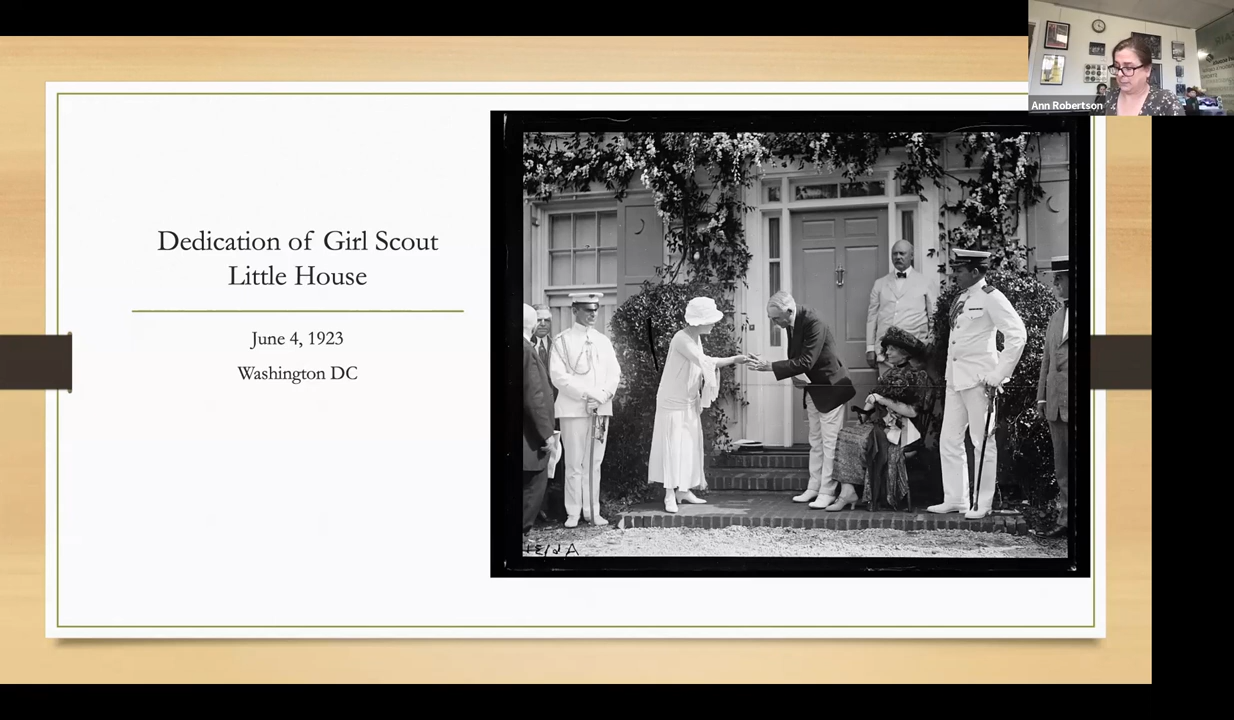 Dedication of Girl Scout
Little House
June 4, 1923
Washington DC
Ann Robertson